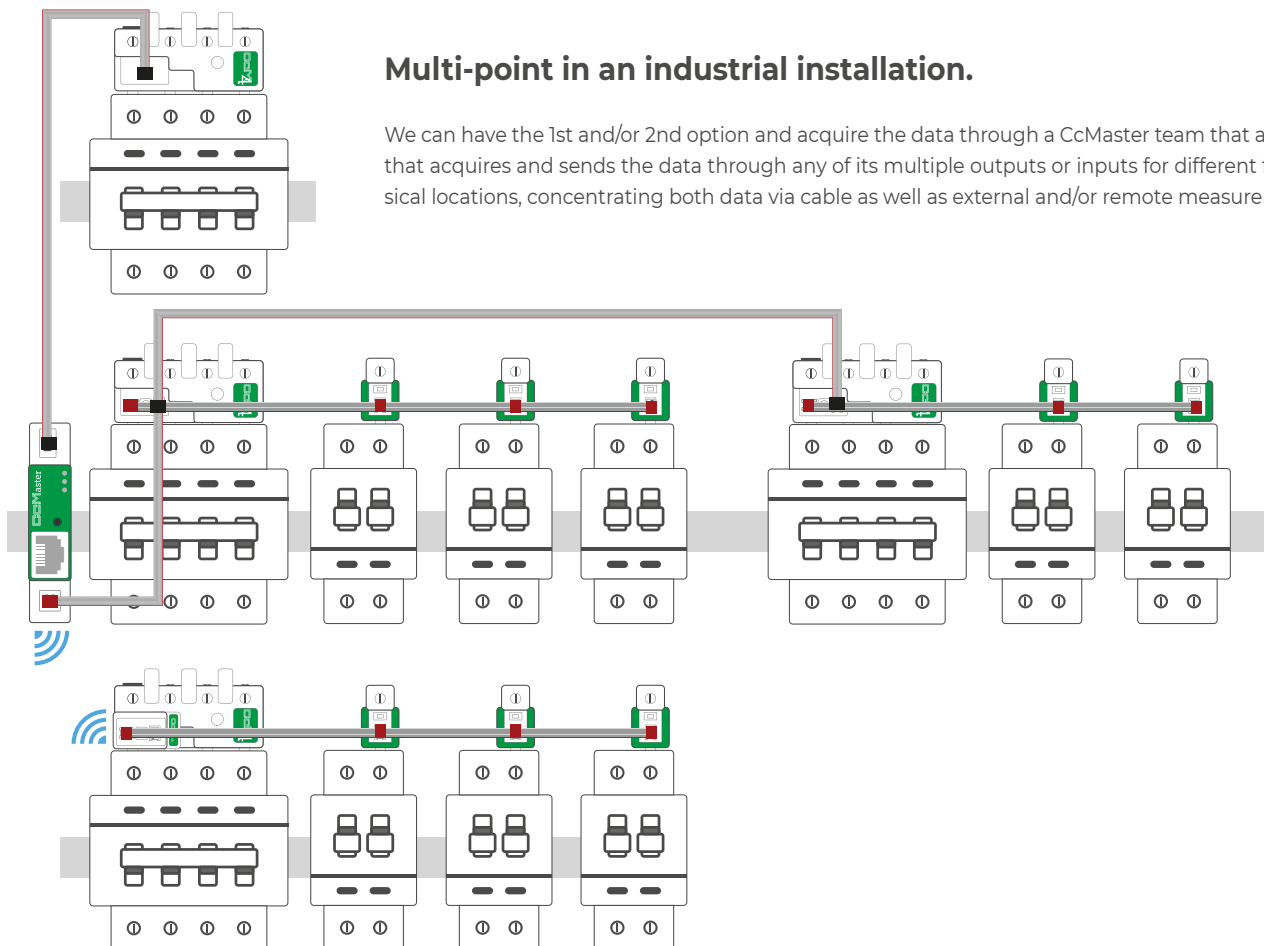 Multi-point in an industrial installation.
We can have the 1st and/or 2nd option and acquire the data through a CcMaster team that
that acquires and sends the data through any of its multiple outputs or inputs for different
sical locations, concentrating both data via cable as well as external and/or remote
CcMaster